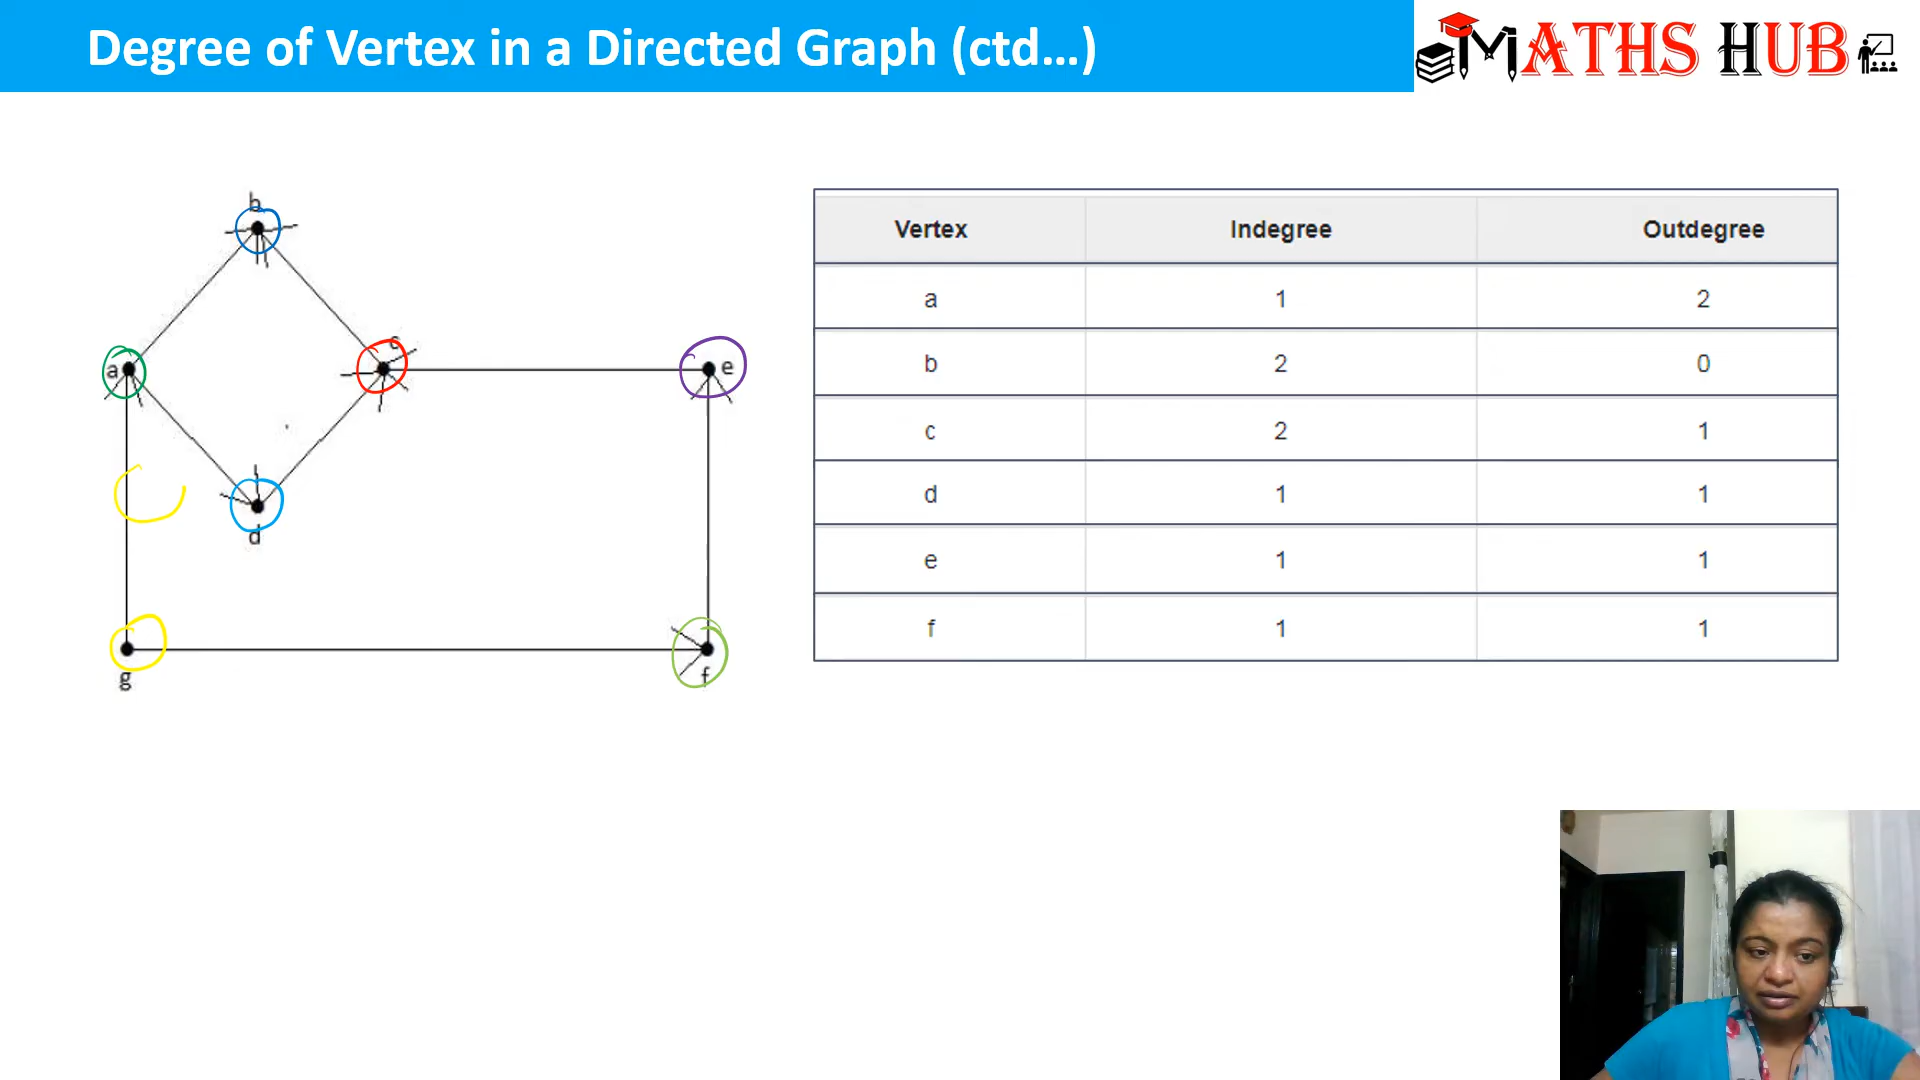 Degree of Vertex in a Directed Graph (ctd...)
MATHS HUB
b
c
a
e
d
g
f
Vertex Indegree Outdegree
a 1 2
b 2 0
c 2 1
d 1 1
e 1 1
f 1 1